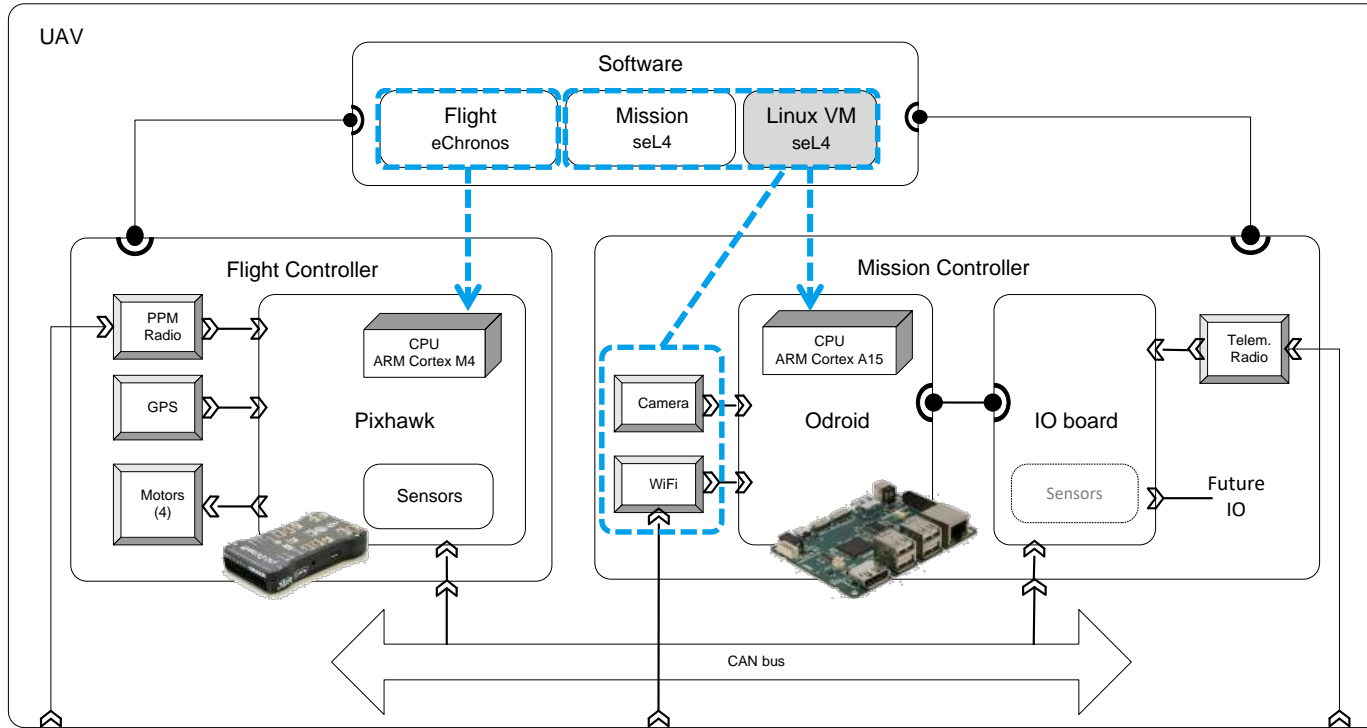 UAV
Software
Flight
eChronos
Mission
seL4
Linux VM
seL4
Flight Controller
PPM
Radio
GPS
Motors
(4)
CPU
ARM Cortex M4
Pixhawk
Sensors
Mission Controller
Camera
WiFi
CPU
ARM Cortex A15
Odroid
IO board
Sensors
Telem.
Radio
Future
IO
CAN bus